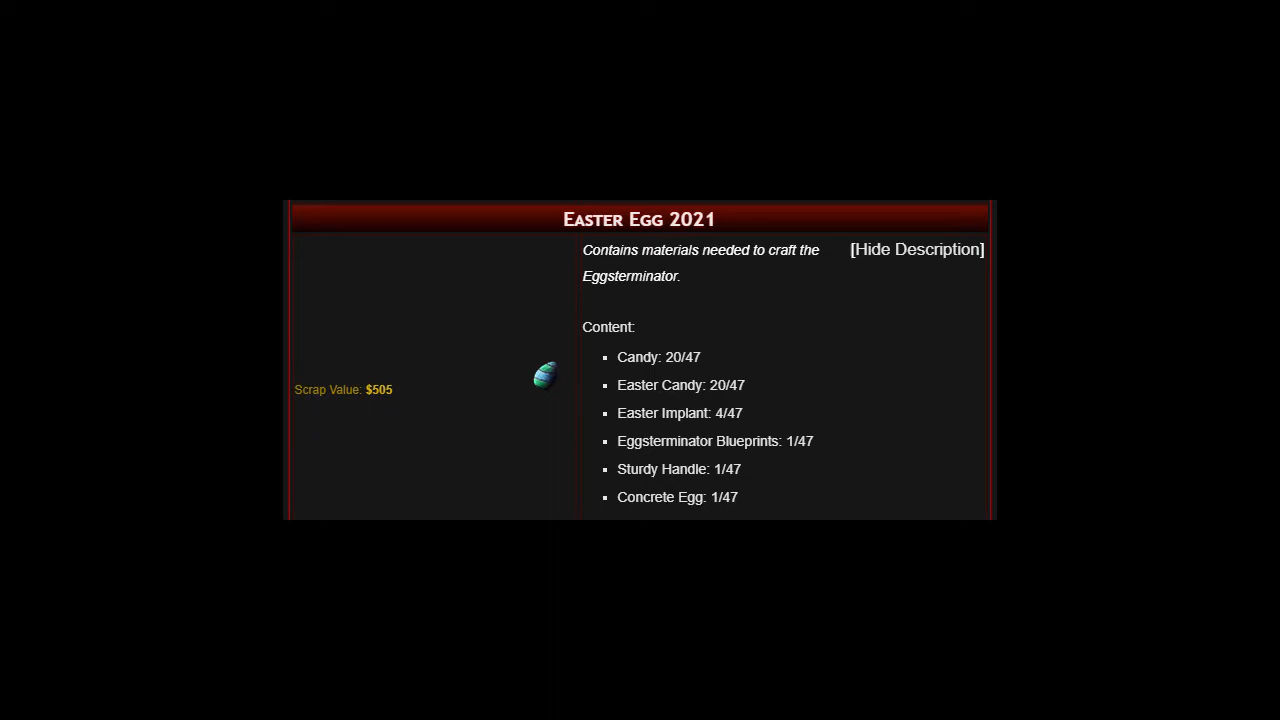 Easter Egg 2021
Contains materials needed to craft the
Eggsterminator.
[Hide Description]
Content:
Candy: 20/47
Easter Candy: 20/47
Scrap Value: $505
Easter Implant: 4/47
Eggsterminator Blueprints: 1/47
Sturdy Handle: 1/47
Concrete Egg: 1/47